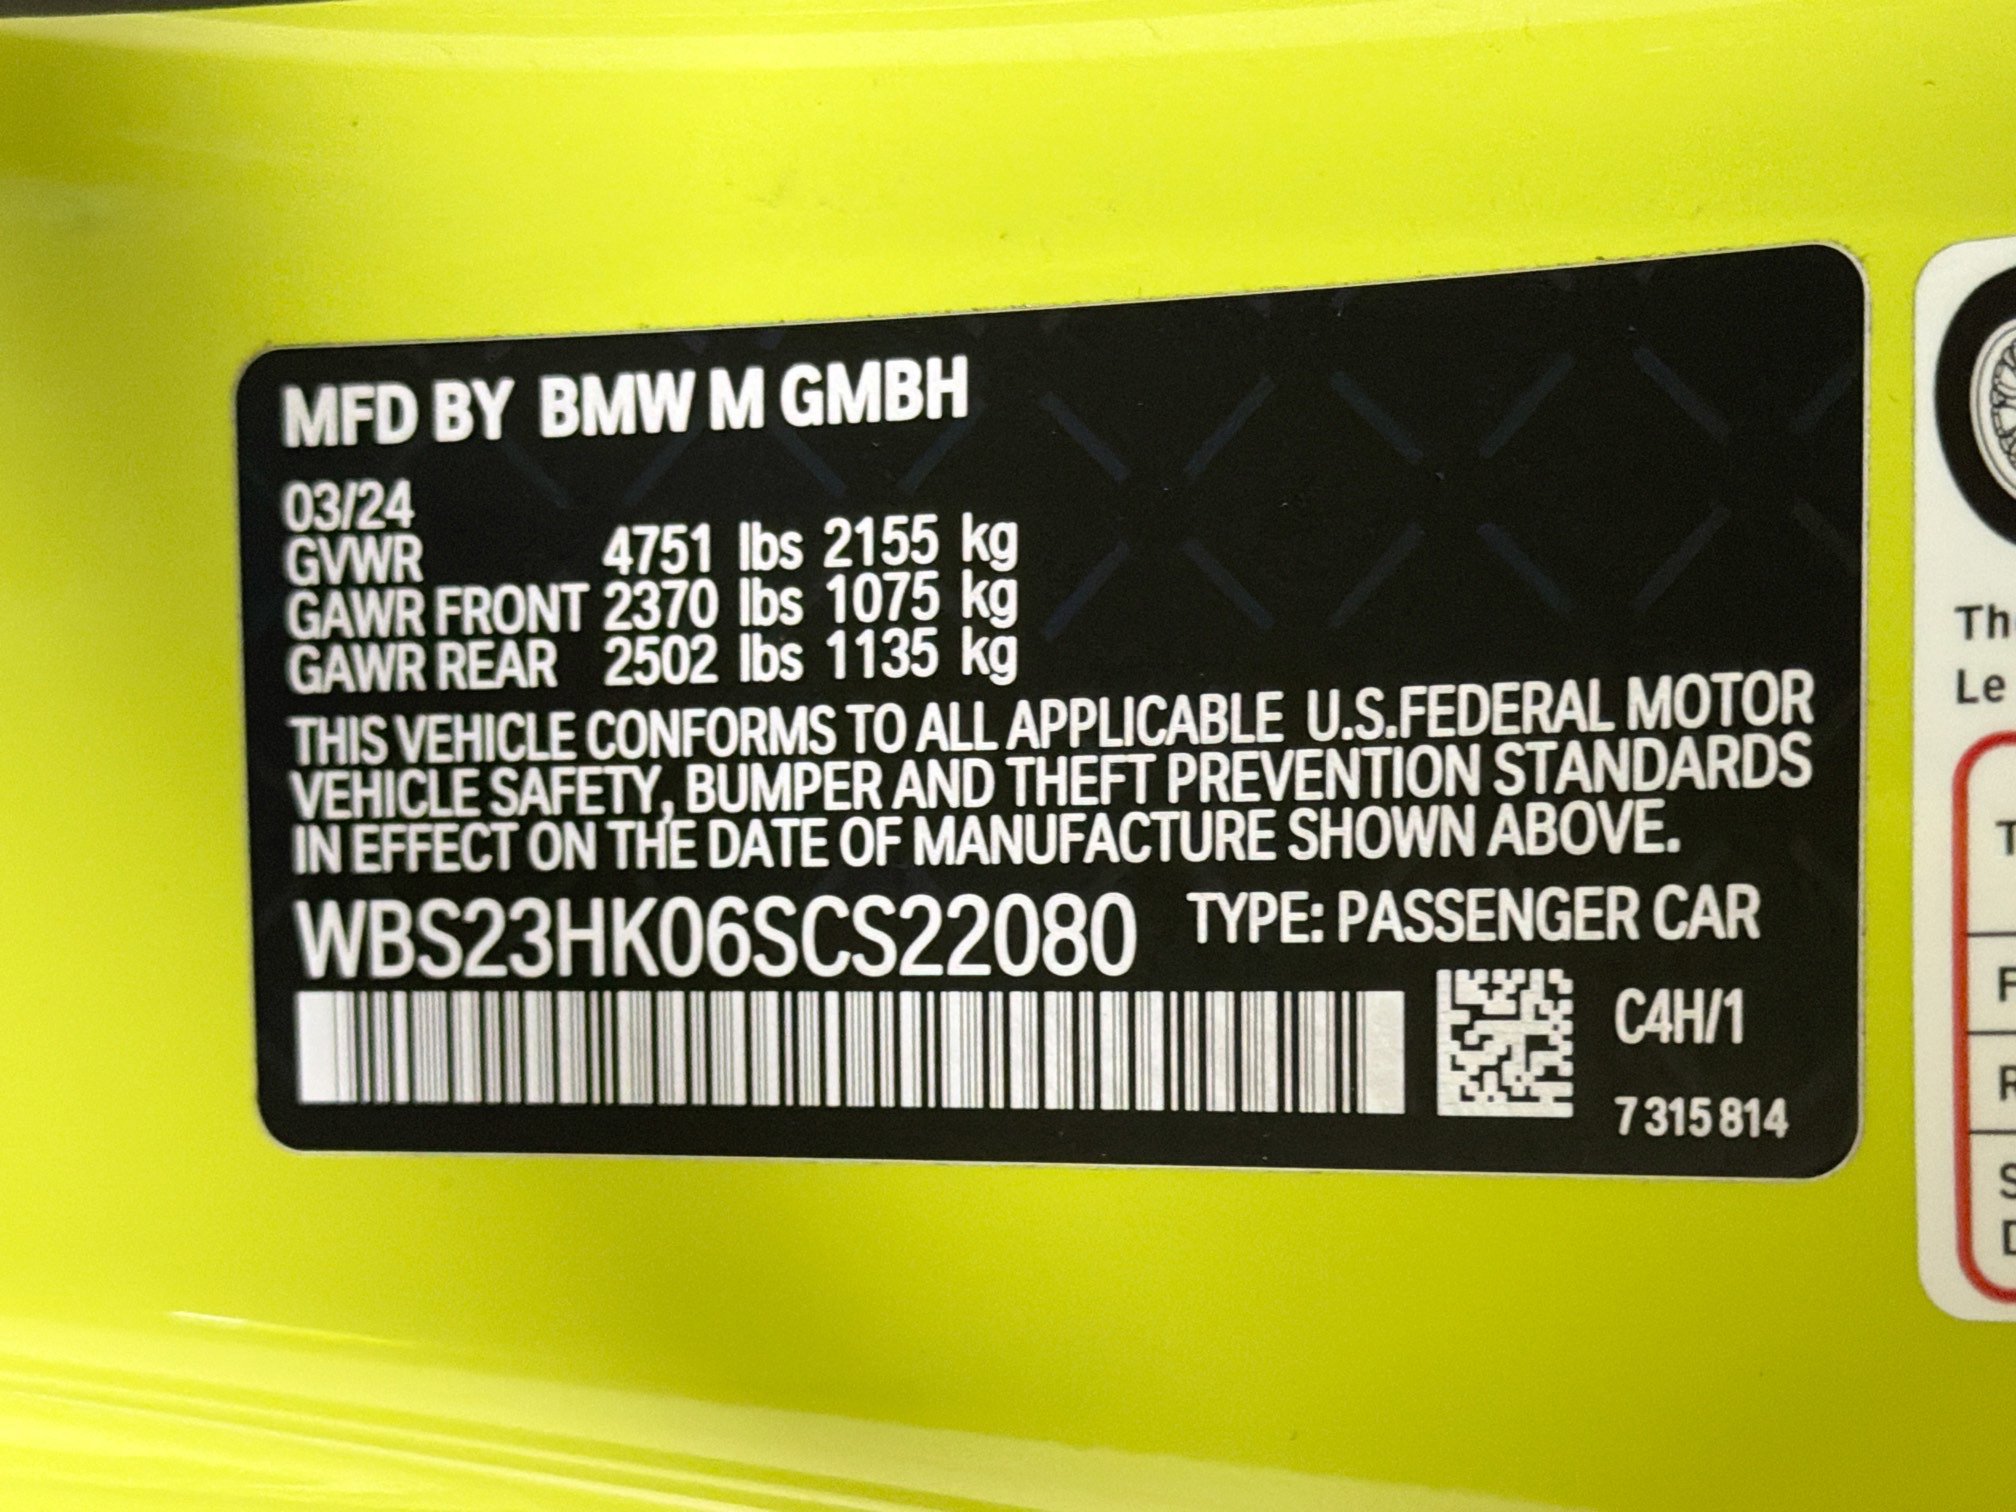 MFD BY BMW M GMBH
03/24
GVWR 4751 lbs 2155 kg
GAWR FRONT 2370 lbs 1075 kg
GAWR REAR 2502 lbs 1135 kg
THIS VEHICLE CONFORMS TO ALL APPLICABLE U.S.FEDERAL MOTOR
VEHICLE SAFETY, BUMPER AND THEFT PREVENTION STANDARDS
IN EFFECT ON THE DATE OF MANUFACTURE SHOWN ABOVE.
WBS23HK06SCS22080 TYPE: PASSENGER CAR
C4H/1
7 315 814
Le